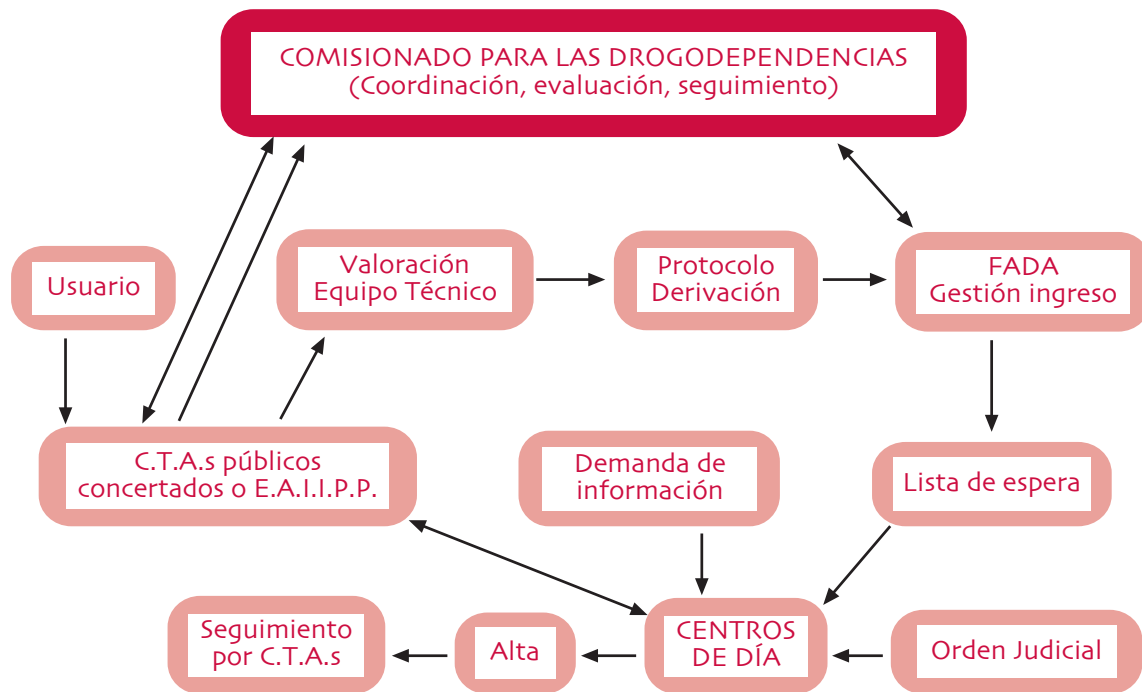 COMISIONADO PARA LAS DROGODEPENDENCIAS
(Coordinación, evaluación, seguimiento)
Usuario
Valoración
Equipo Técnico
Protocolo
Derivación
FADA
Gestión ingreso
C.T.A.s públicos
concertados o E.A.I.I.P.P.
Demanda de
información
Lista de espera
Seguimiento
por C.T.A.s
Alta
CENTROS
DE DÍA
Orden Judicial